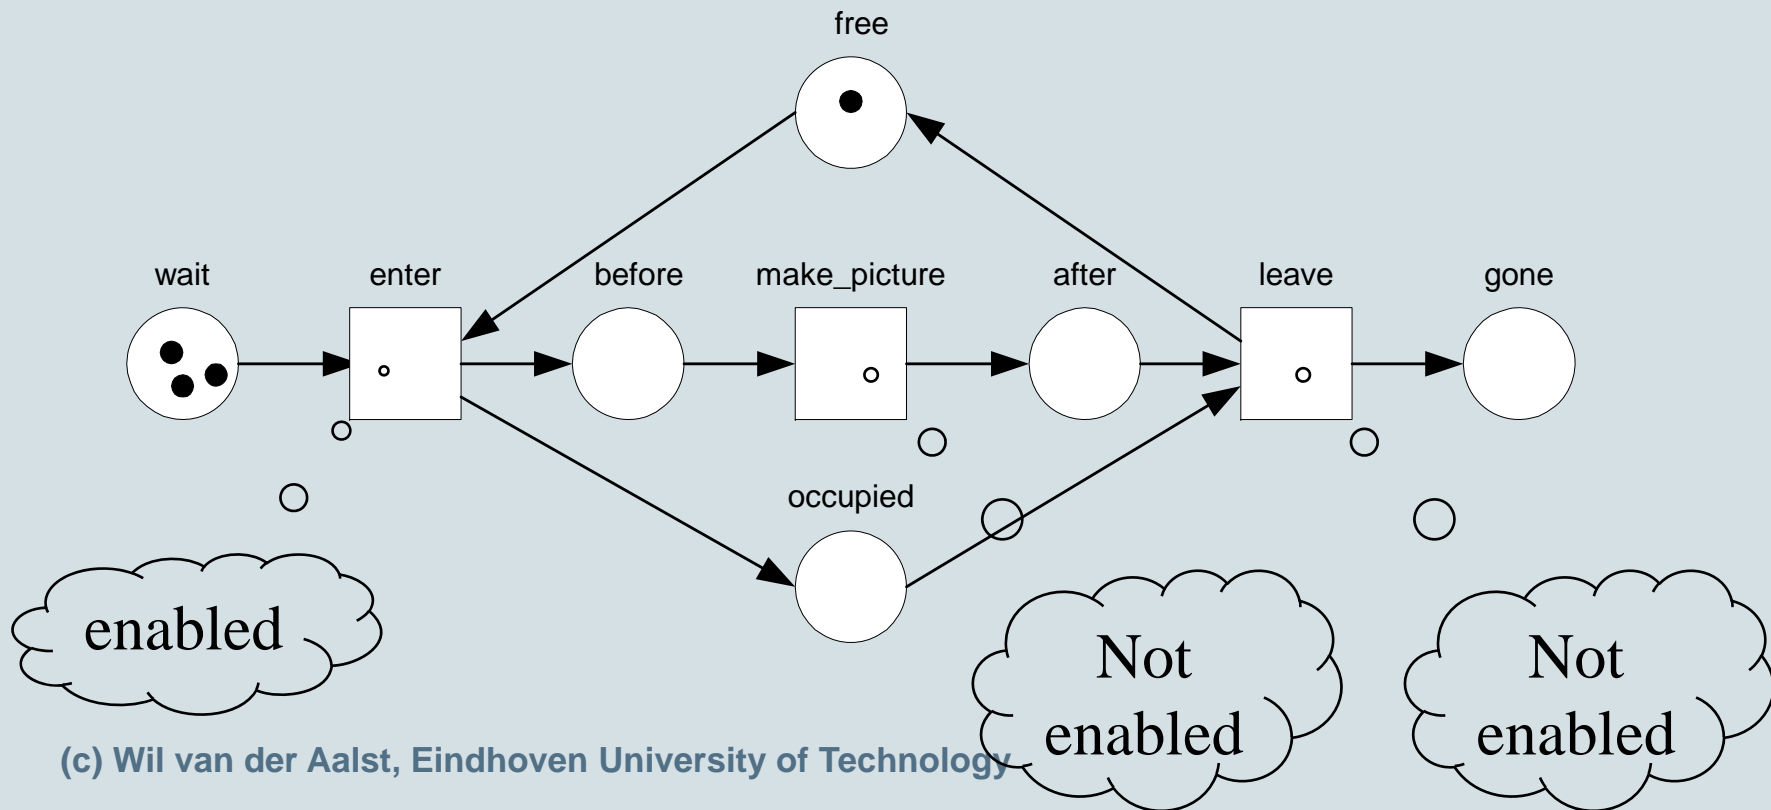 free
wait
enter
before
make_picture
after
leave
gone
occupied
enabled
Not
enabled
Not
enabled
(c) Wil van der Aalst, Eindhoven University of Technology